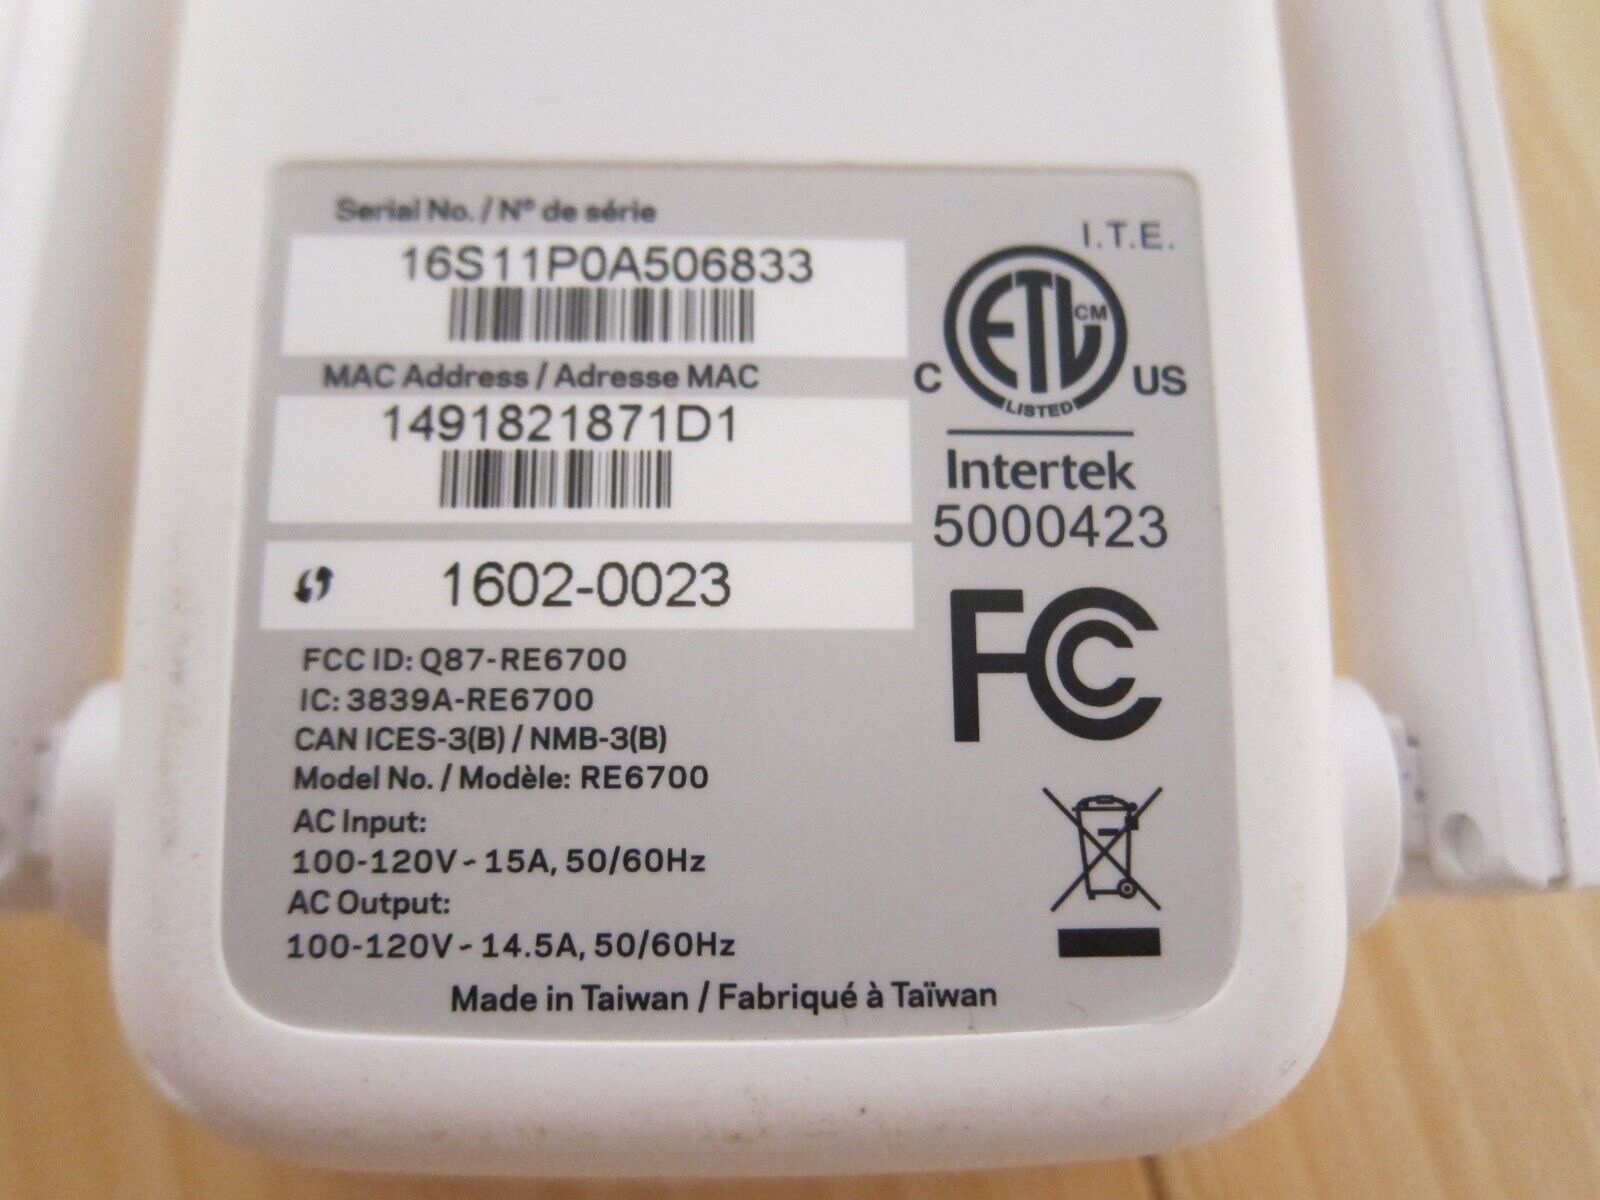 Serial No. / Nº de série
16S11P0A506833
MAC Address / Adresse MAC
1491821871D1
1602-0023
FCC ID: Q87-RE6700
IC: 3839A-RE6700
CAN ICES-3(B) / NMB-3(B)
Model No. / Modèle: RE6700
AC Input:
100-120V~15A, 50/60Hz
AC Output:
100-120V~14.5A, 50/60Hz
Made in Taiwan / Fabriqué à Taïwan
I.T.E.
ETL CM
C US
LISTED
Intertek
5000423
FC